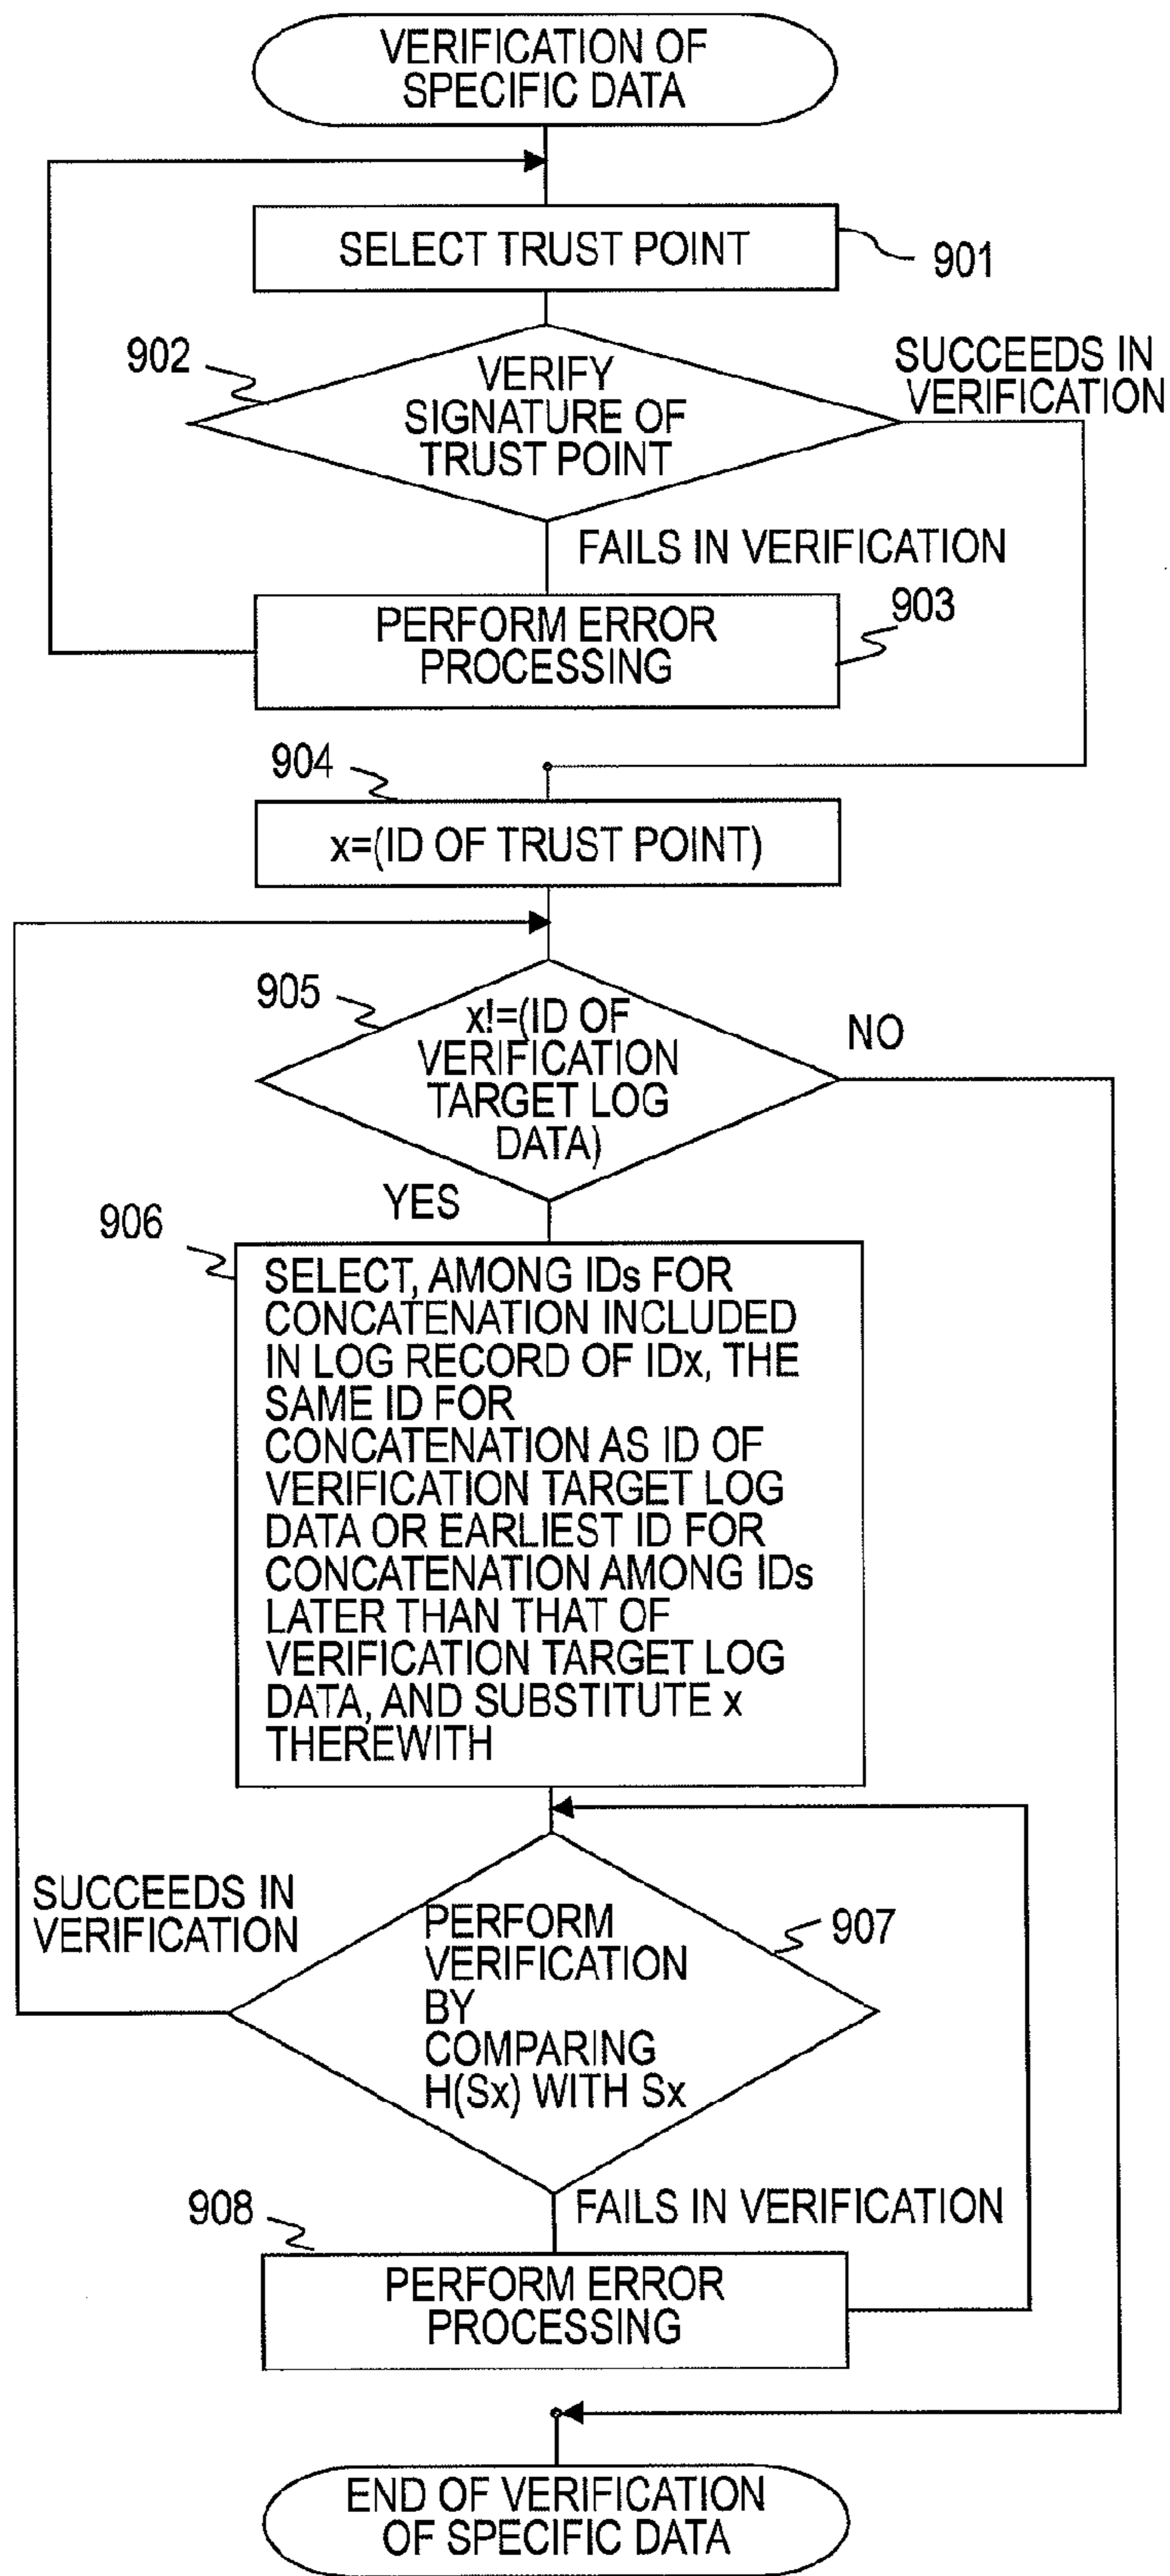 VERIFICATION OF
SPECIFIC DATA
SELECT TRUST POINT
901
902
VERIFY
SIGNATURE OF
TRUST POINT
SUCCEEDS IN
VERIFICATION
FAILS IN VERIFICATION
903
PERFORM ERROR
PROCESSING
904
x=(ID OF TRUST POINT)
905
x!=(ID OF
VERIFICATION
TARGET LOG
DATA)
NO
YES
906
SELECT, AMONG IDs FOR
CONCATENATION INCLUDED
IN LOG RECORD OF IDx, THE
SAME ID FOR
CONCATENATION AS ID OF
VERIFICATION TARGET LOG
DATA OR EARLIEST ID FOR
CONCATENATION AMONG IDs
LATER THAN THAT OF
VERIFICATION TARGET LOG
DATA, AND SUBSTITUTE x
THEREWITH
SUCCEEDS IN
VERIFICATION
PERFORM
VERIFICATION
BY
COMPARING
H(Sx) WITH Sx
907
FAILS IN VERIFICATION
908
PERFORM ERROR
PROCESSING
END OF VERIFICATION
OF SPECIFIC DATA